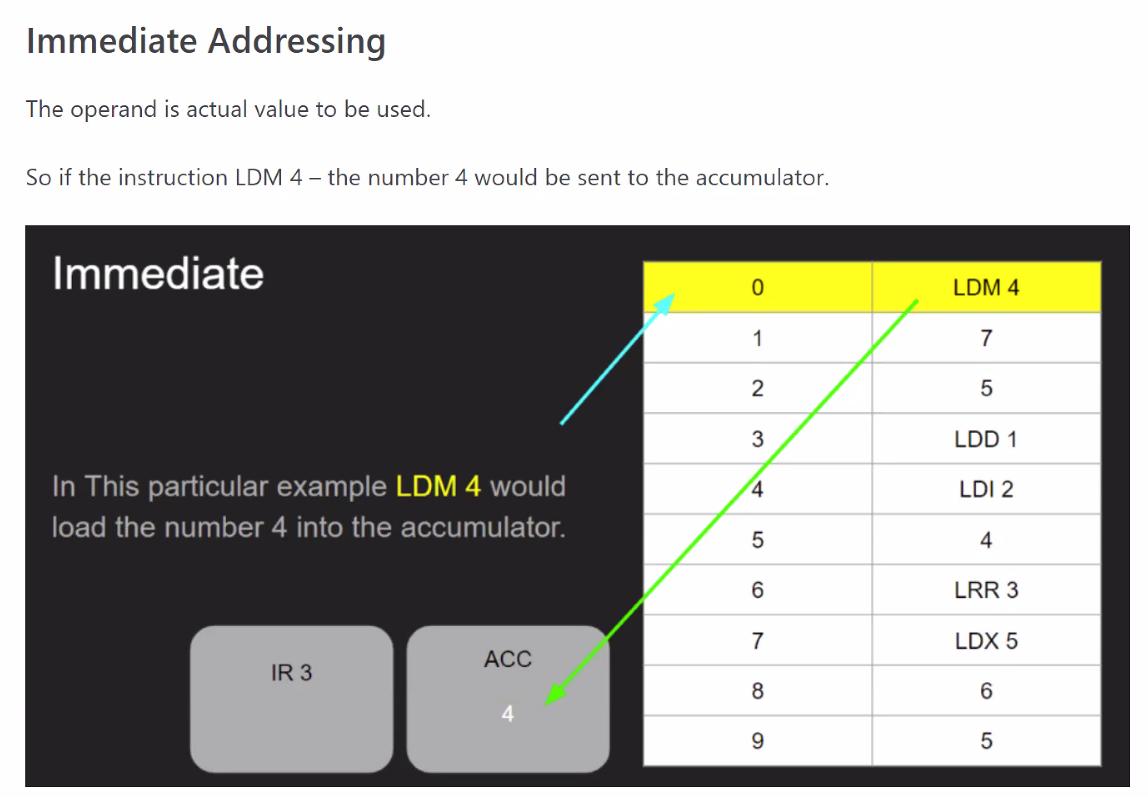 Immediate Addressing
The operand is actual value to be used.
So if the instruction LDM 4 – the number 4 would be sent to the accumulator.
Immediate
In This particular example LDM 4 would
load the number 4 into the accumulator.
IR 3
ACC
4
0 LDM 4
1 7
2 5
3 LDD 1
4 LDI 2
5 4
6 LRR 3
7 LDX 5
8 6
9 5